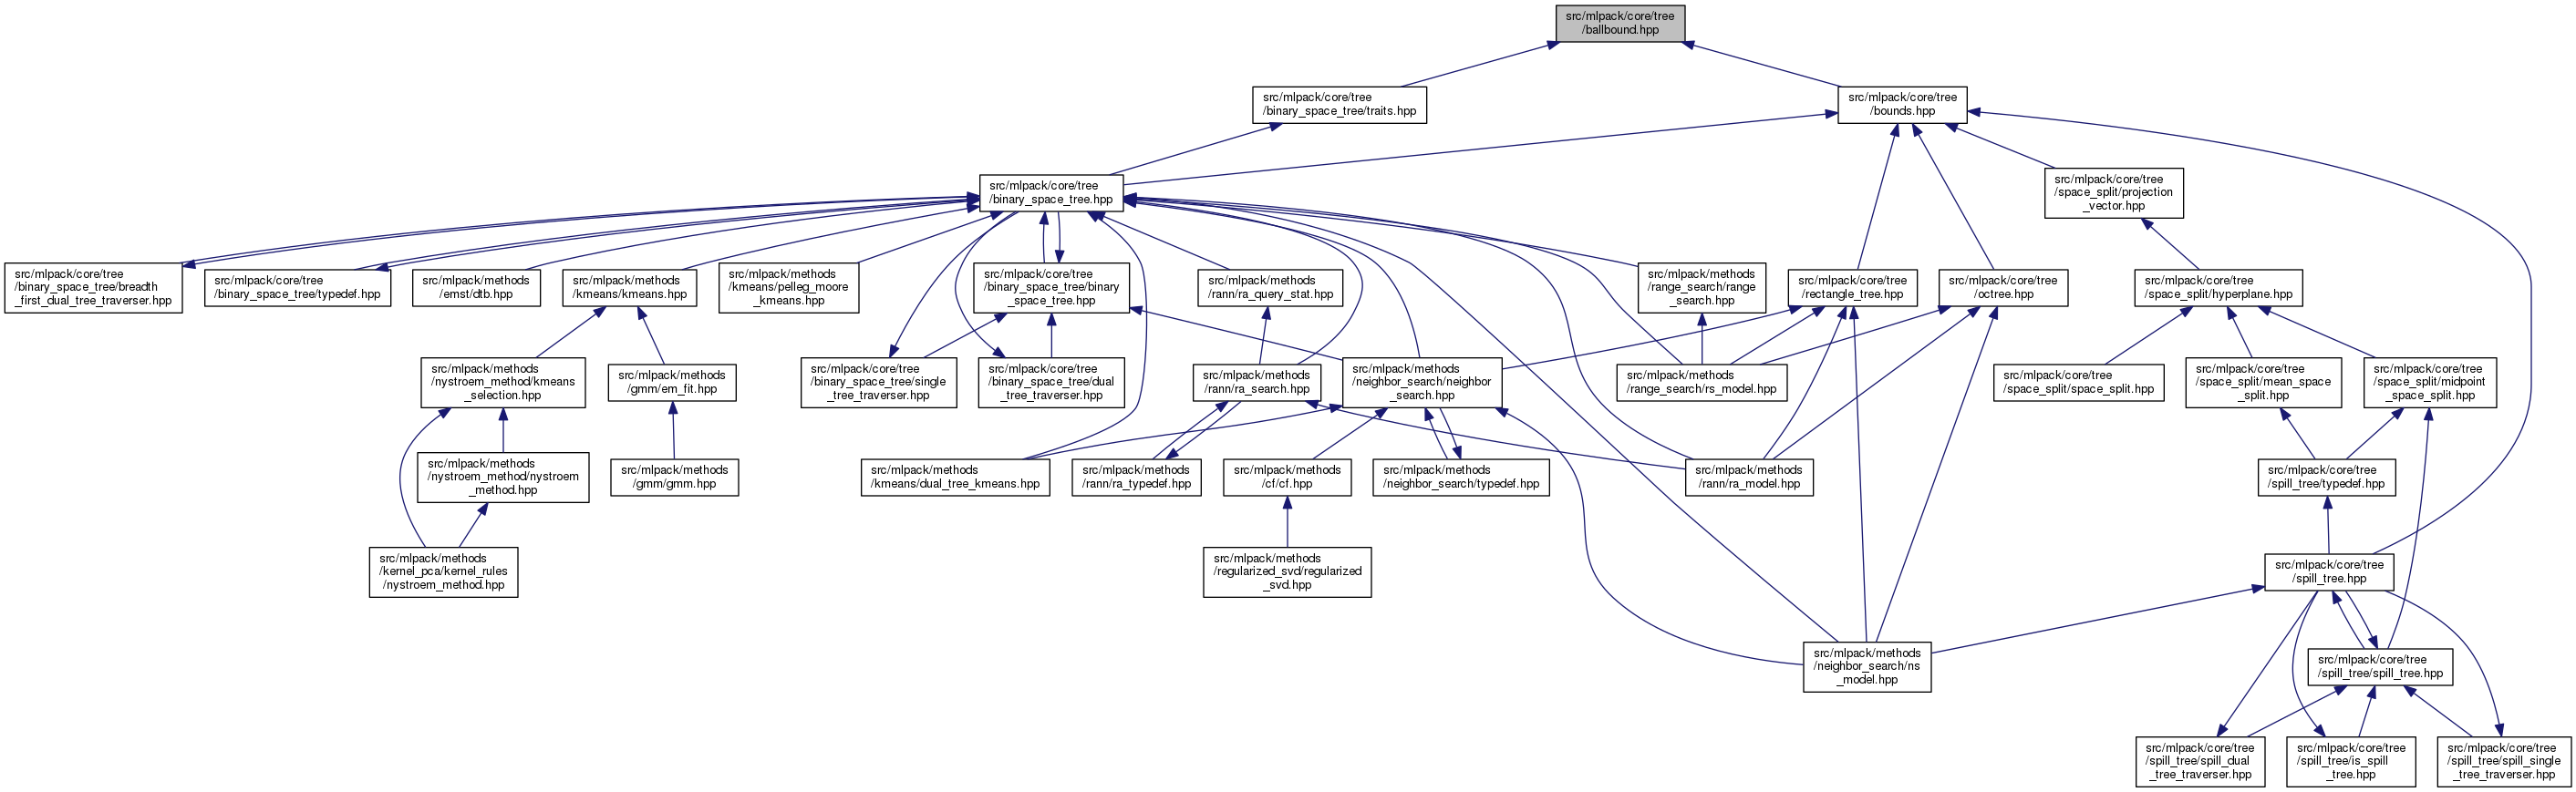 src/mlpack/core/tree
/ballbound.hpp
src/mlpack/core/tree
/binary_space_tree/traits.hpp
src/mlpack/core/tree
/bounds.hpp
src/mlpack/core/tree
/binary_space_tree.hpp
src/mlpack/core/tree
/space_split/projection
_vector.hpp
src/mlpack/core/tree
/binary_space_tree/breadth
_first_dual_tree_traverser.hpp
src/mlpack/core/tree
/binary_space_tree/typedef.hpp
src/mlpack/methods
/emst/dtb.hpp
src/mlpack/methods
/kmeans/kmeans.hpp
src/mlpack/methods
/kmeans/pelleg_moore
_kmeans.hpp
src/mlpack/core/tree
/binary_space_tree/binary
_space_tree.hpp
src/mlpack/methods
/rann/ra_query_stat.hpp
src/mlpack/methods
/range_search/range
_search.hpp
src/mlpack/core/tree
/rectangle_tree.hpp
src/mlpack/core/tree
/octree.hpp
src/mlpack/core/tree
/space_split/hyperplane.hpp
src/mlpack/methods
/nystroem_method/kmeans
_selection.hpp
src/mlpack/methods
/gmm/em_fit.hpp
src/mlpack/core/tree
/binary_space_tree/single
_tree_traverser.hpp
src/mlpack/core/tree
/binary_space_tree/dual
_tree_traverser.hpp
src/mlpack/methods
/rann/ra_search.hpp
src/mlpack/methods
/neighbor_search/neighbor
_search.hpp
src/mlpack/methods
/range_search/rs_model.hpp
src/mlpack/core/tree
/space_split/space_split.hpp
src/mlpack/core/tree
/space_split/mean_space
_split.hpp
src/mlpack/core/tree
/space_split/midpoint
_space_split.hpp
src/mlpack/methods
/nystroem_method/nystroem
_method.hpp
src/mlpack/methods
/gmm/gmm.hpp
src/mlpack/methods
/kmeans/dual_tree_kmeans.hpp
src/mlpack/methods
/rann/ra_typedef.hpp
src/mlpack/methods
/cf/cf.hpp
src/mlpack/methods
/neighbor_search/typedef.hpp
src/mlpack/methods
/rann/ra_model.hpp
src/mlpack/core/tree
/spill_tree/typedef.hpp
src/mlpack/methods
/kernel_pca/kernel_rules
/nystroem_method.hpp
src/mlpack/methods
/regularized_svd/regularized
_svd.hpp
src/mlpack/core/tree
/spill_tree.hpp
src/mlpack/methods
/neighbor_search/ns
_model.hpp
src/mlpack/core/tree
/spill_tree/spill_tree.hpp
src/mlpack/core/tree
/spill_tree/spill_dual
_tree_traverser.hpp
src/mlpack/core/tree
/spill_tree/is_spill
_tree.hpp
src/mlpack/core/tree
/spill_tree/spill_single
_tree_traverser.hpp